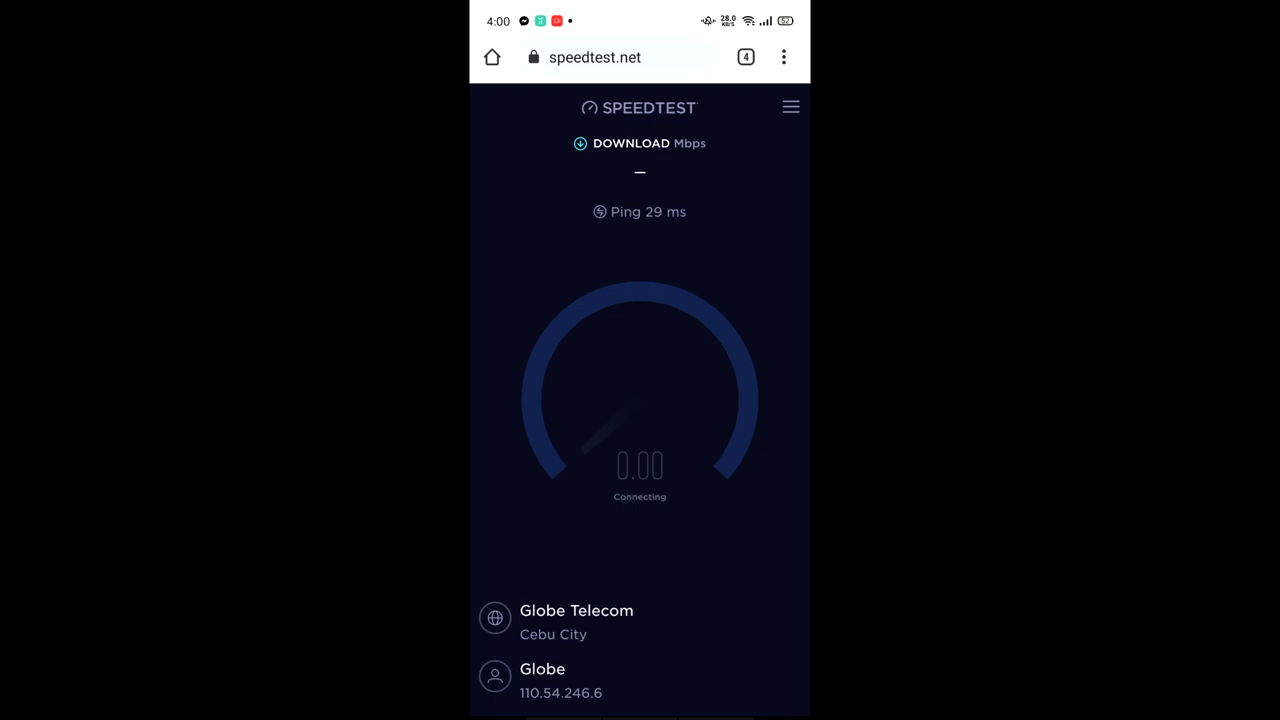 4:00 28.0 KB/S 62
speedtest.net 4
SPEEDTEST
DOWNLOAD Mbps
—
Ping 29 ms
0.00
Connecting
Globe Telecom
Cebu City
Globe
110.54.246.6